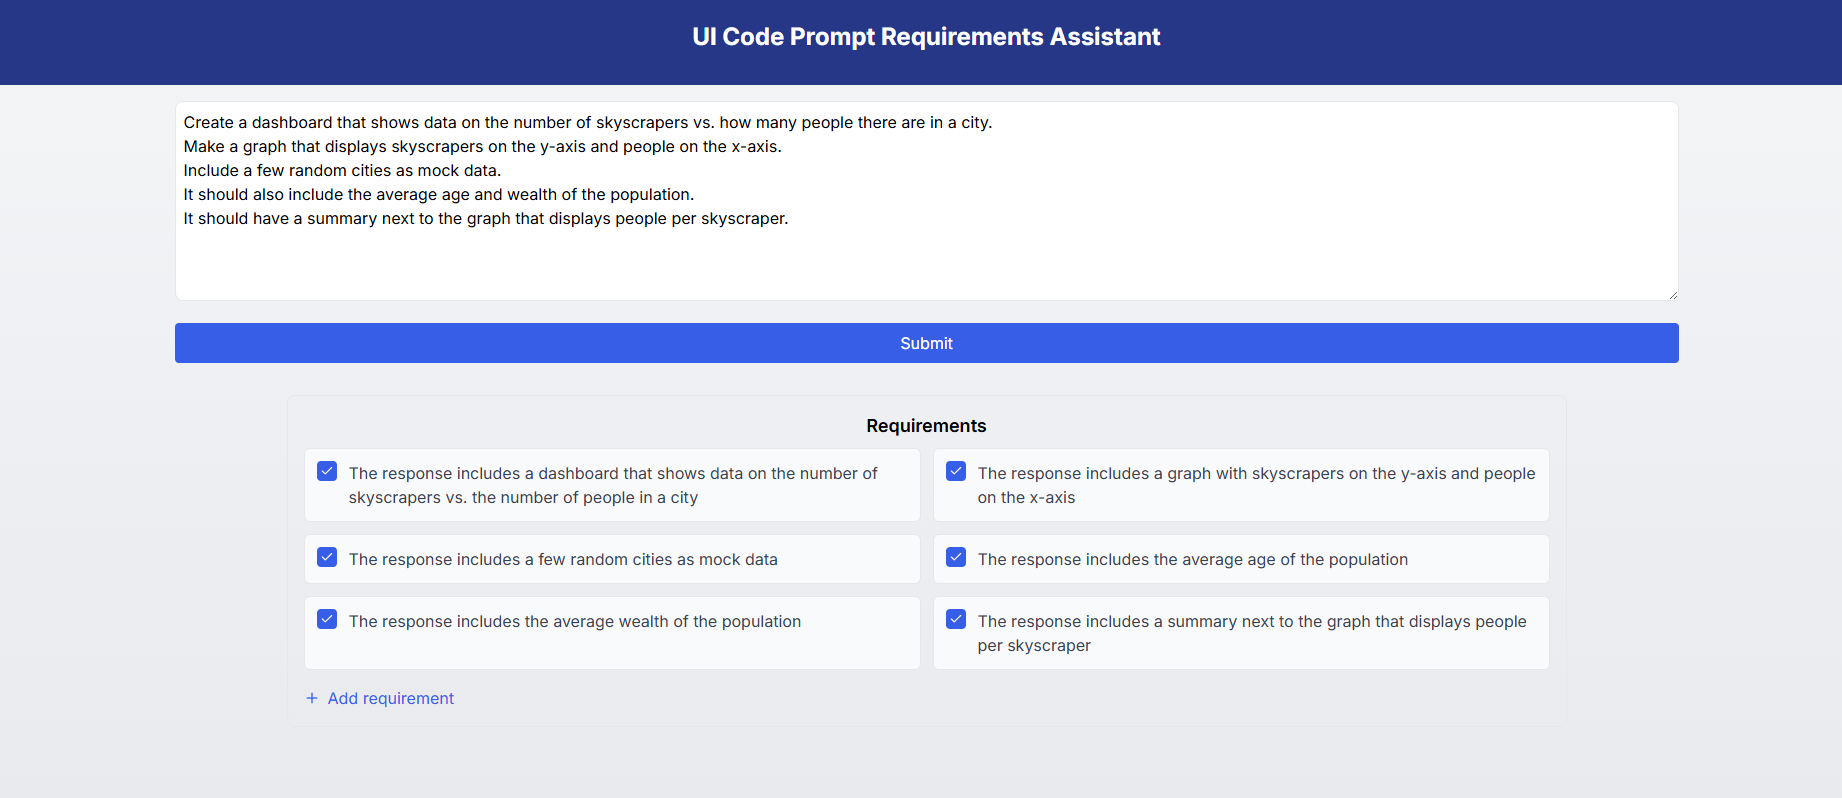 UI Code Prompt Requirements Assistant
Create a dashboard that shows data on the number of skyscrapers vs. how many people there are in a city.
Make a graph that displays skyscrapers on the y-axis and people on the x-axis.
Include a few random cities as mock data.
It should also include the average age and wealth of the population.
It should have a summary next to the graph that displays people per skyscraper.
Submit
Requirements
The response includes a dashboard that shows data on the number of
skyscrapers vs. the number of people in a city
The response includes a graph with skyscrapers on the y-axis and people
on the x-axis
The response includes a few random cities as mock data
The response includes the average age of the population
The response includes the average wealth of the population
The response includes a summary next to the graph that displays people
per skyscraper
+ Add requirement